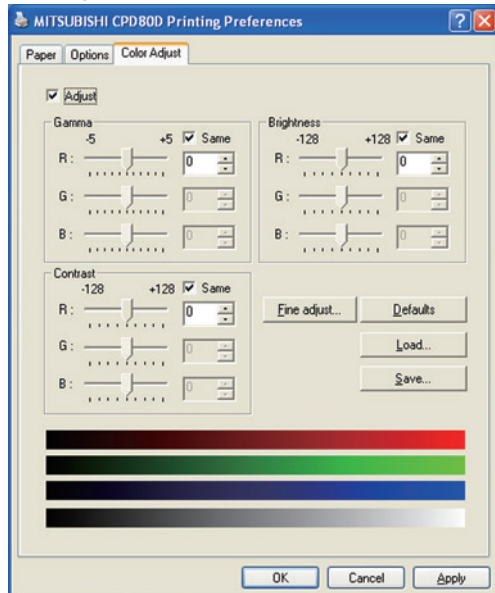 MITSUBISHI CPD80D Printing Preferences
Paper Options Color Adjust
Adjust
Gamma
-5 +5 Same
R: 0
G: 0
B: 0
Brightness
-128 +128 Same
R: 0
G: 0
B: 0
Contrast
-128 +128 Same
R: 0
G: 0
B: 0
Fine adjust... Defaults
Load...
Save...
OK Cancel Apply